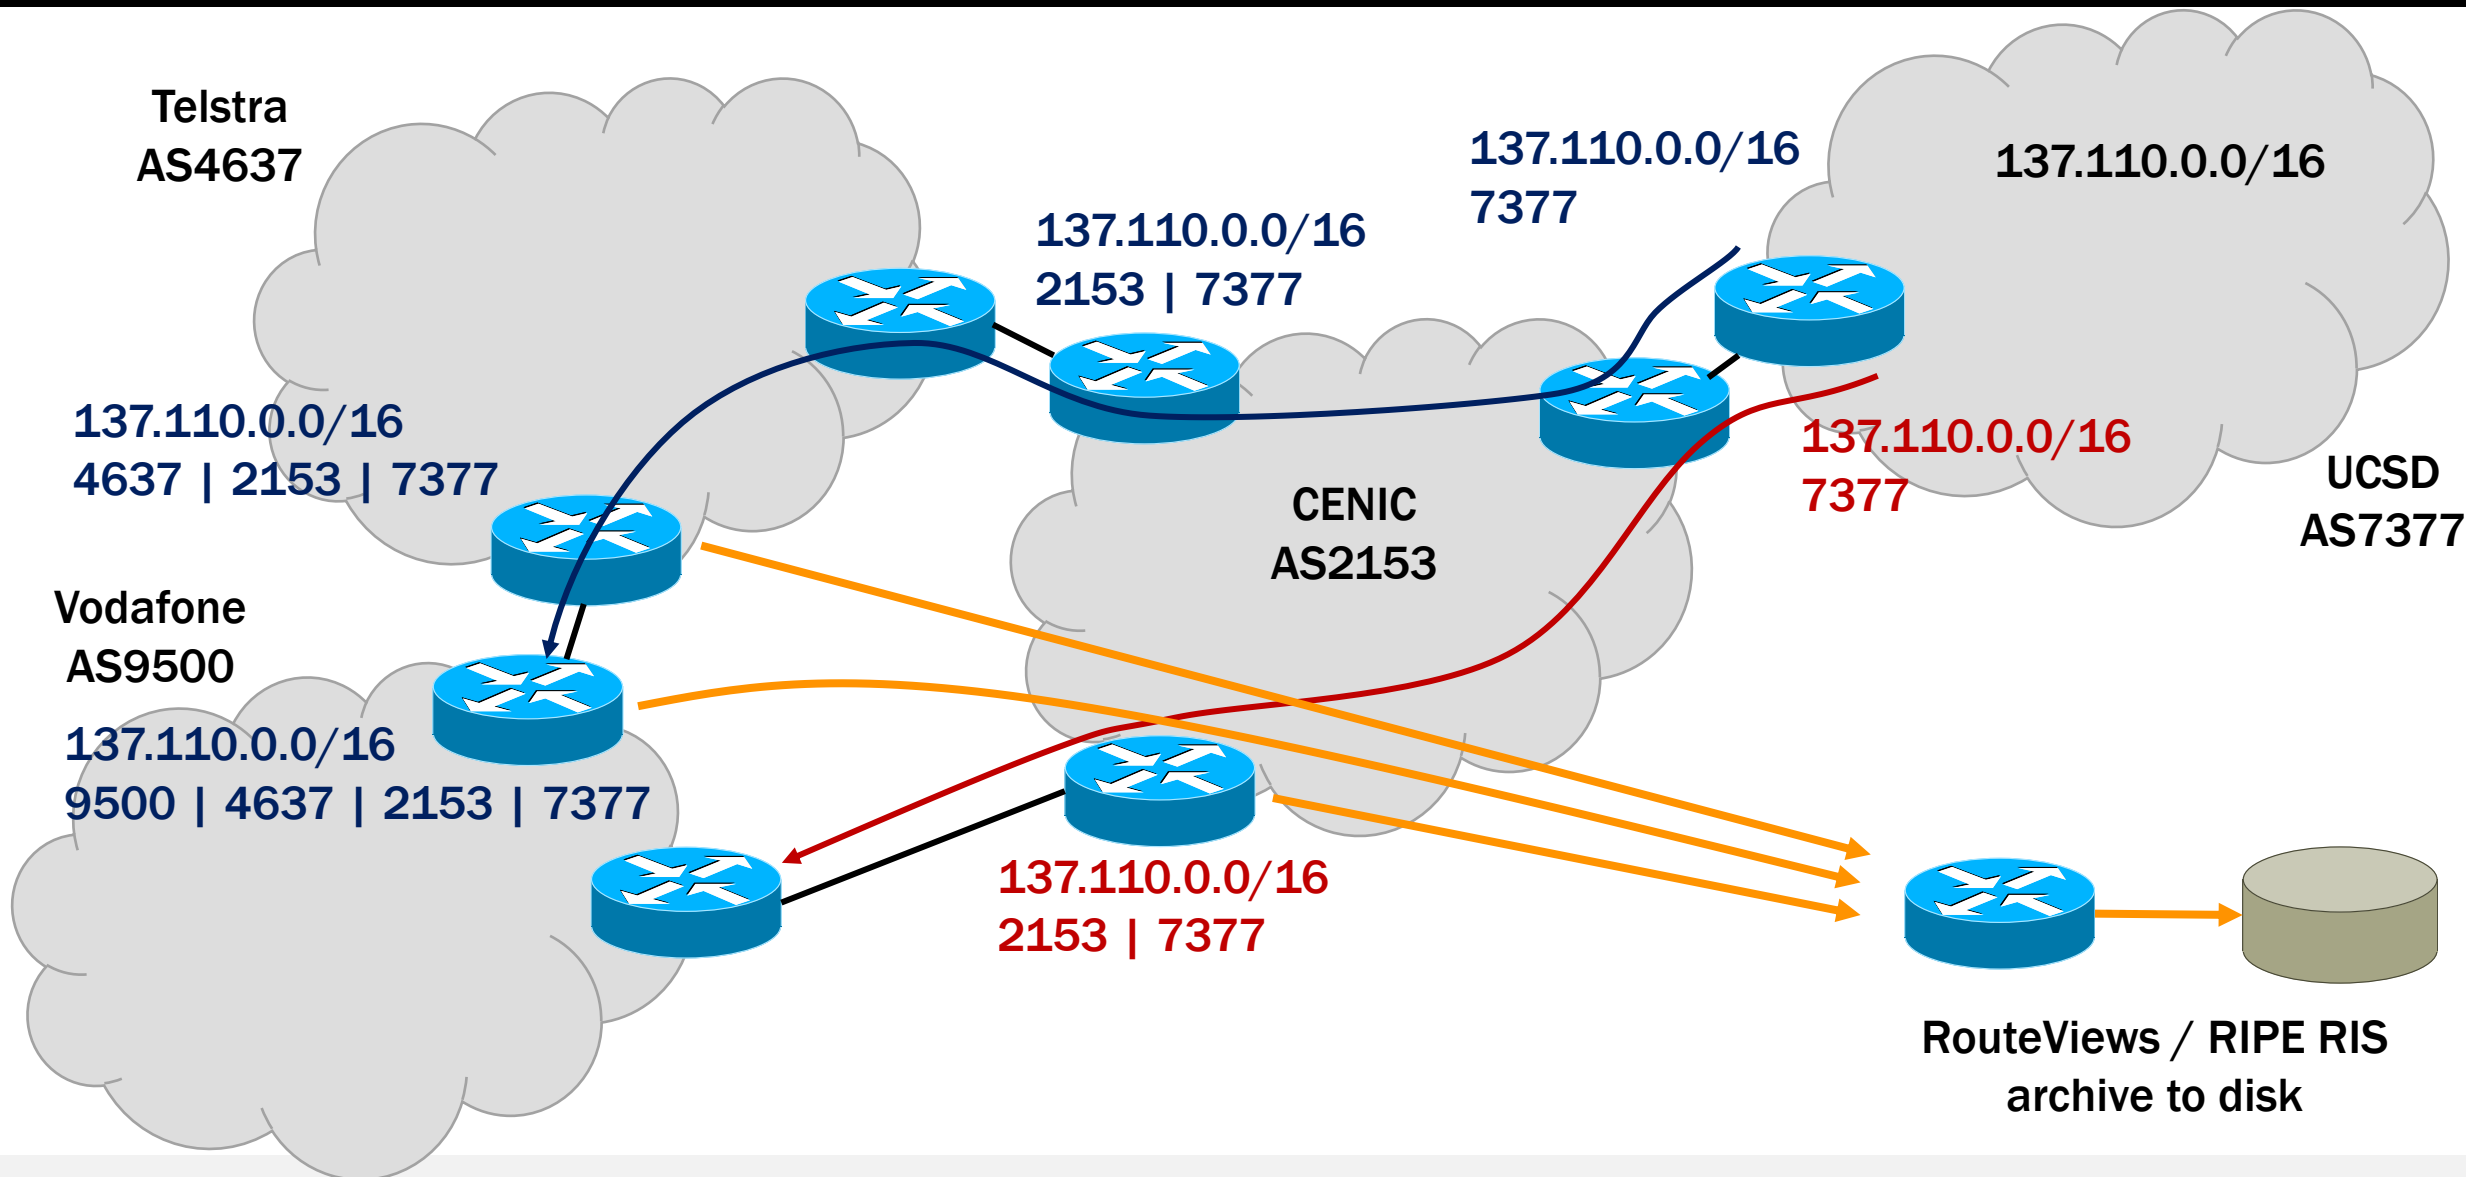 Telstra
AS4637
137.110.0.0/16
2153 | 7377
137.110.0.0/16
7377
137.110.0.0/16
137.110.0.0/16
4637 | 2153 | 7377
CENIC
AS2153
137.110.0.0/16
7377
UCSD
AS7377
Vodafone
AS9500
137.110.0.0/16
9500 | 4637 | 2153 | 7377
137.110.0.0/16
2153 | 7377
RouteViews / RIPE RIS
archive to disk